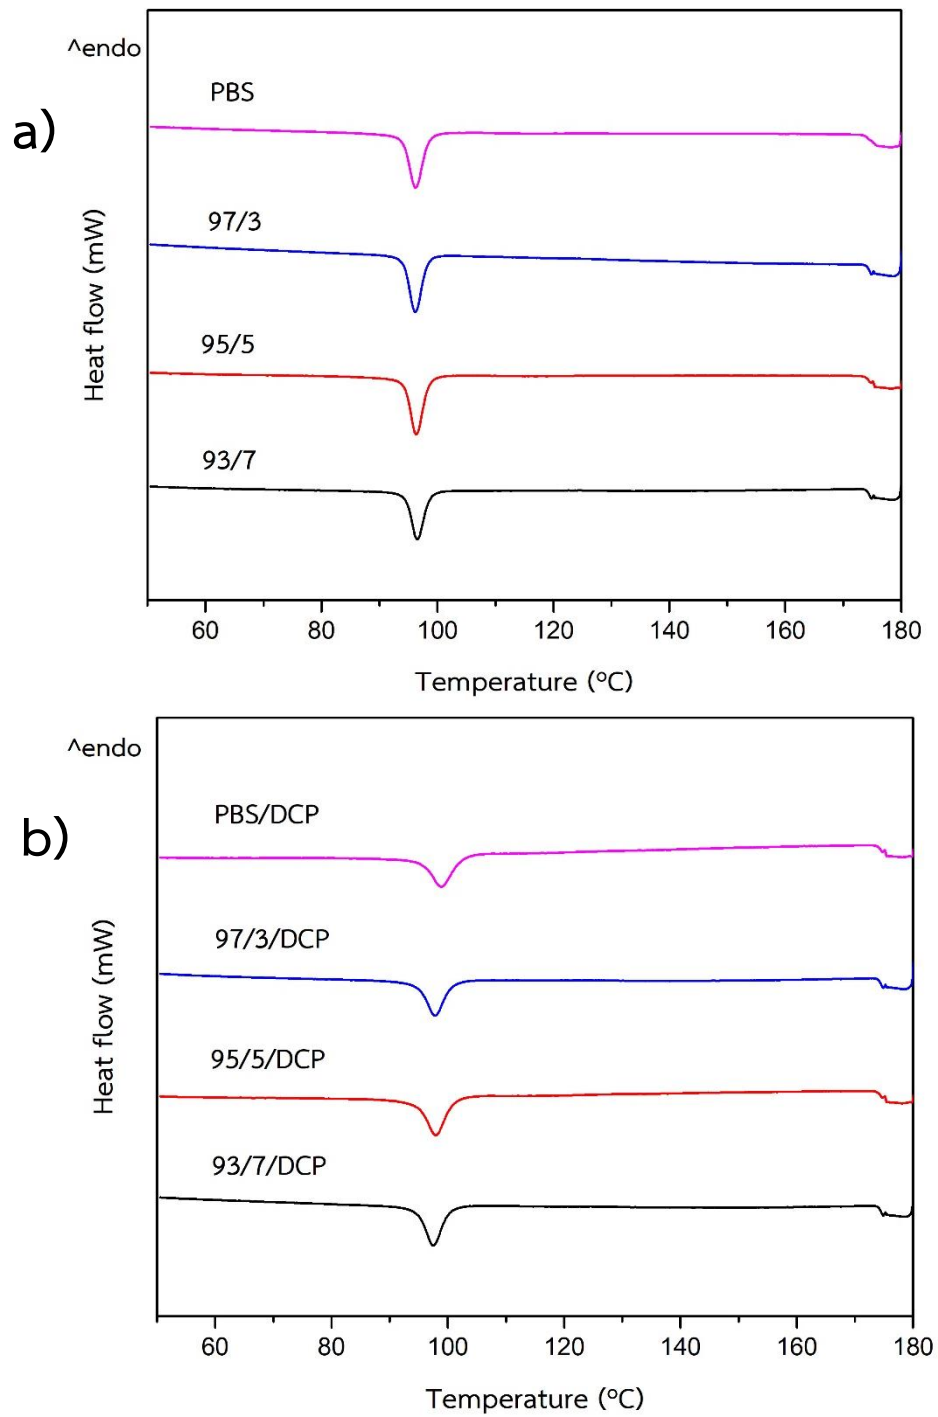 ^endo
a)
PBS
97/3
95/5
93/7
Heat flow (mW)
60 80 100 120 140 160 180
Temperature (°C)
^endo
b)
PBS/DCP
97/3/DCP
95/5/DCP
93/7/DCP
Heat flow (mW)
60 80 100 120 140 160 180
Temperature (°C)